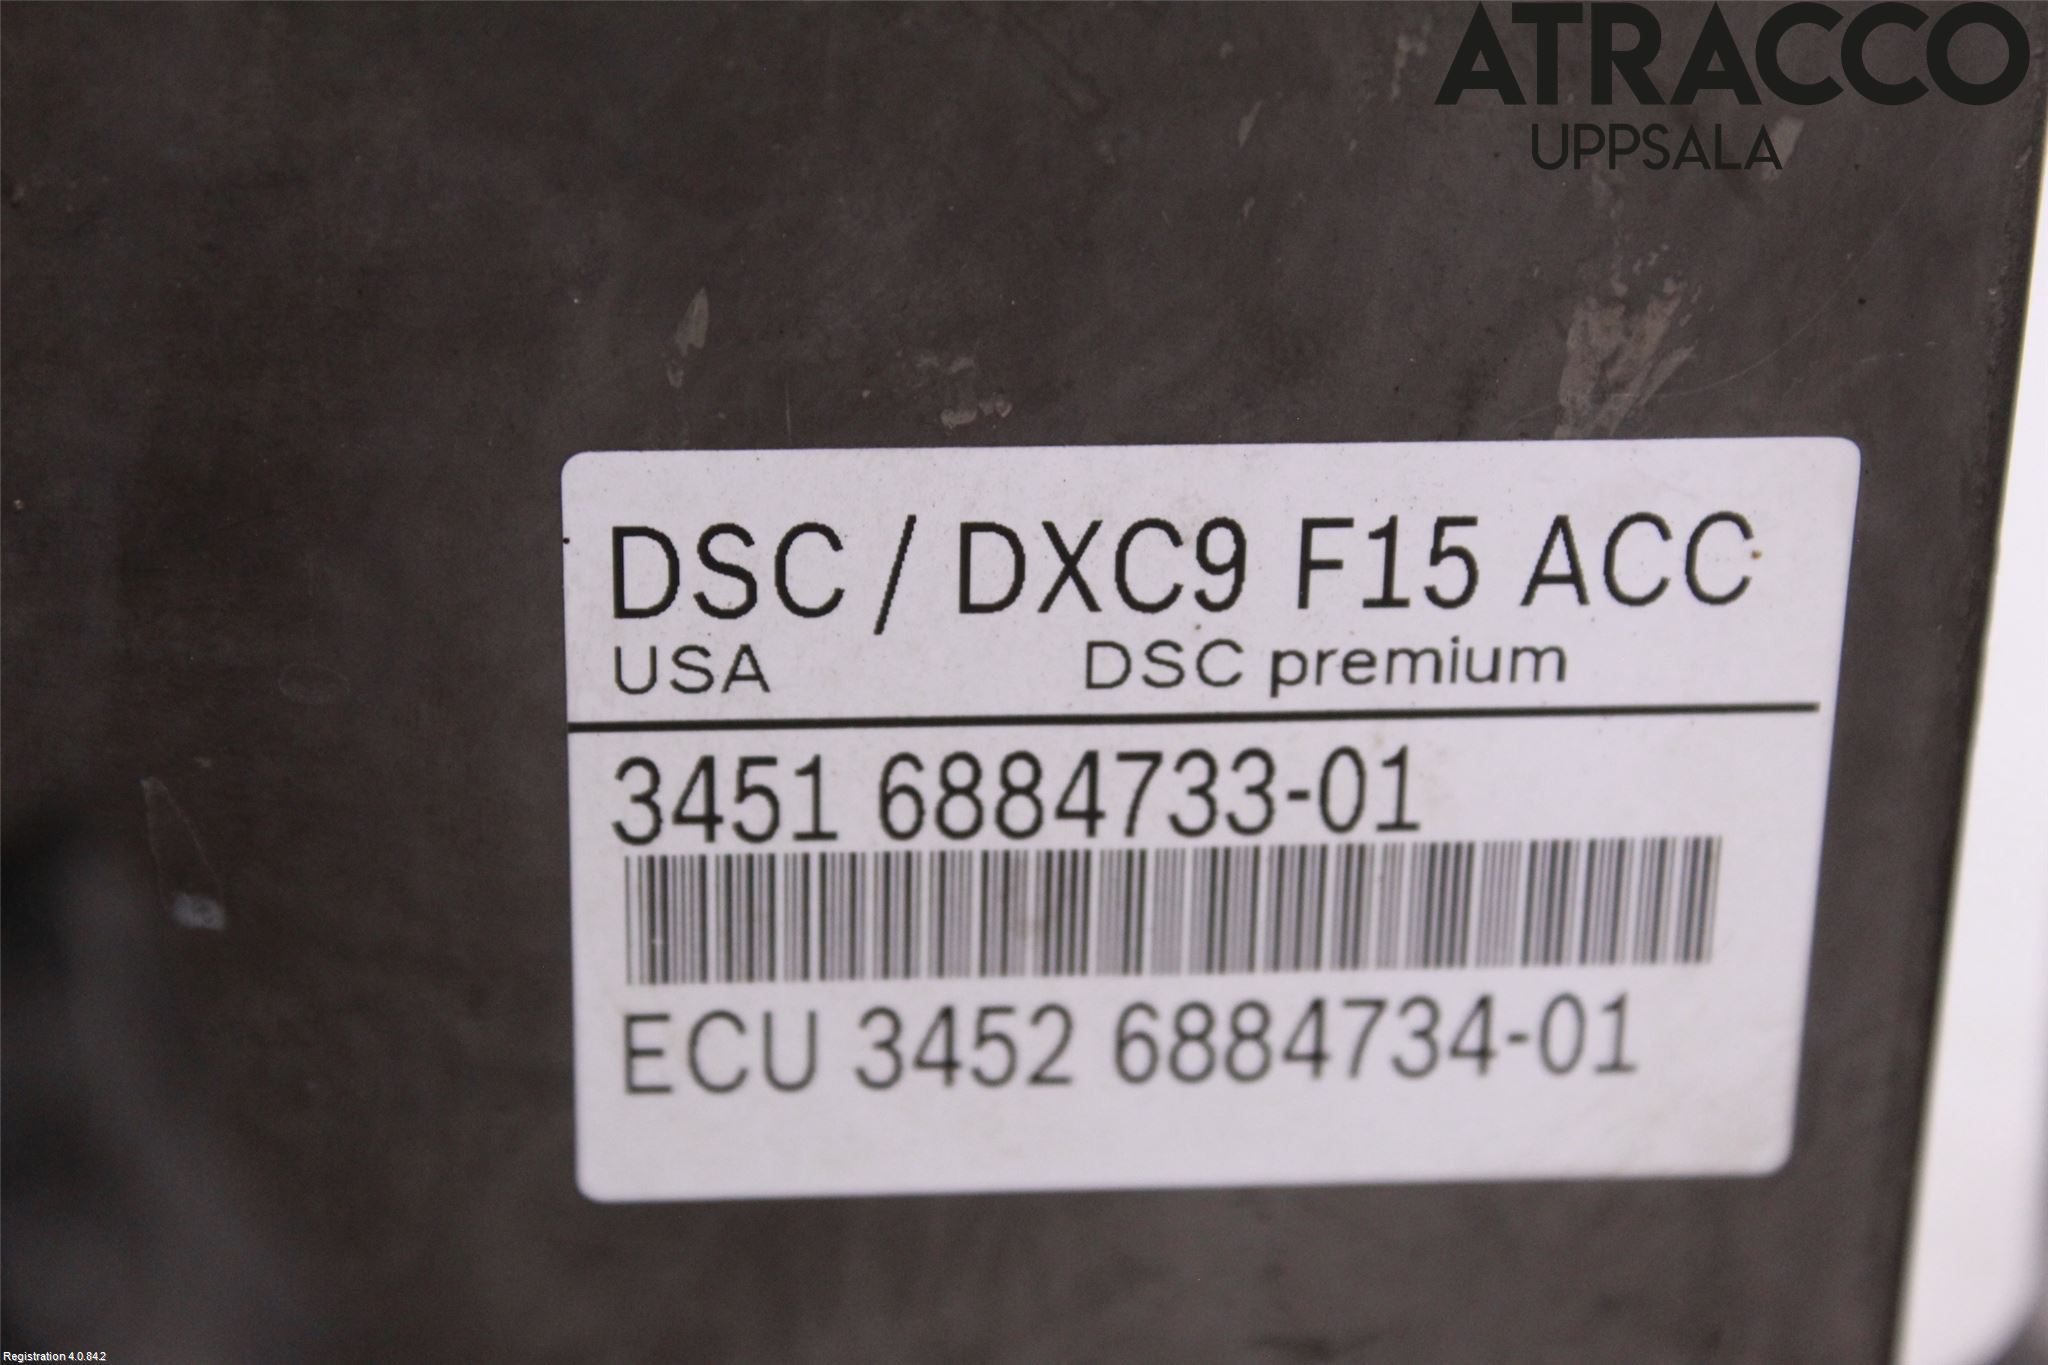 ATRACCO
UPPSALA
DSC / DXC9 F15 ACC
USA DSC premium
3451 6884733-01
ECU 3452 6884734-01
Registration 4.0.84.2